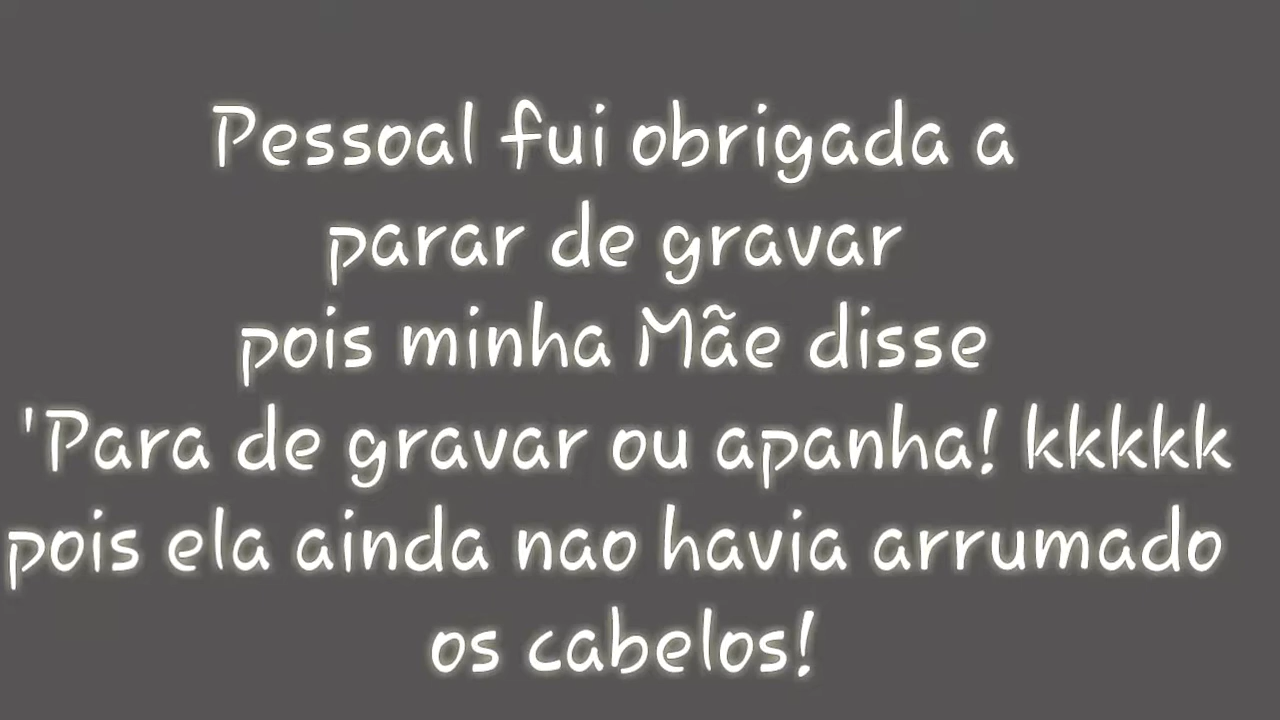 Pessoal fui obrigada a
parar de gravar
pois minha Mãe disse
'Para de gravar ou apanha! kkkkk
pois ela ainda nao havia arrumado
os cabelos!